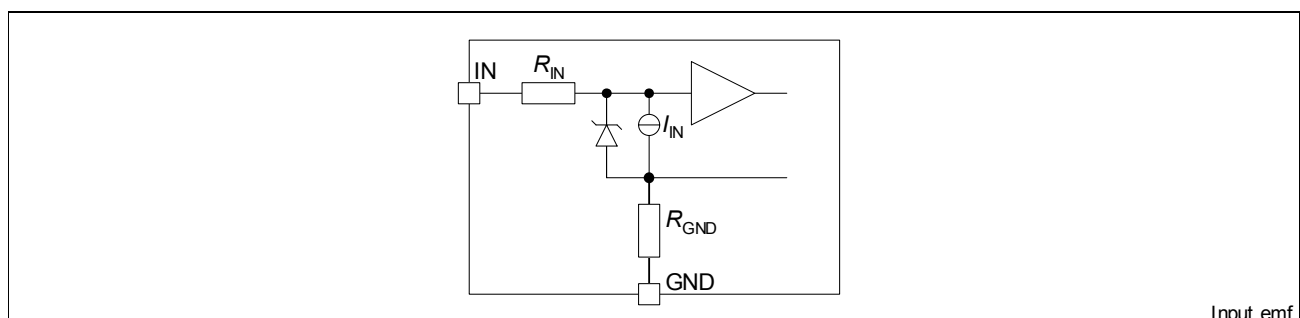 IN
R_IN
I_IN
R_GND
GND
Input.emf